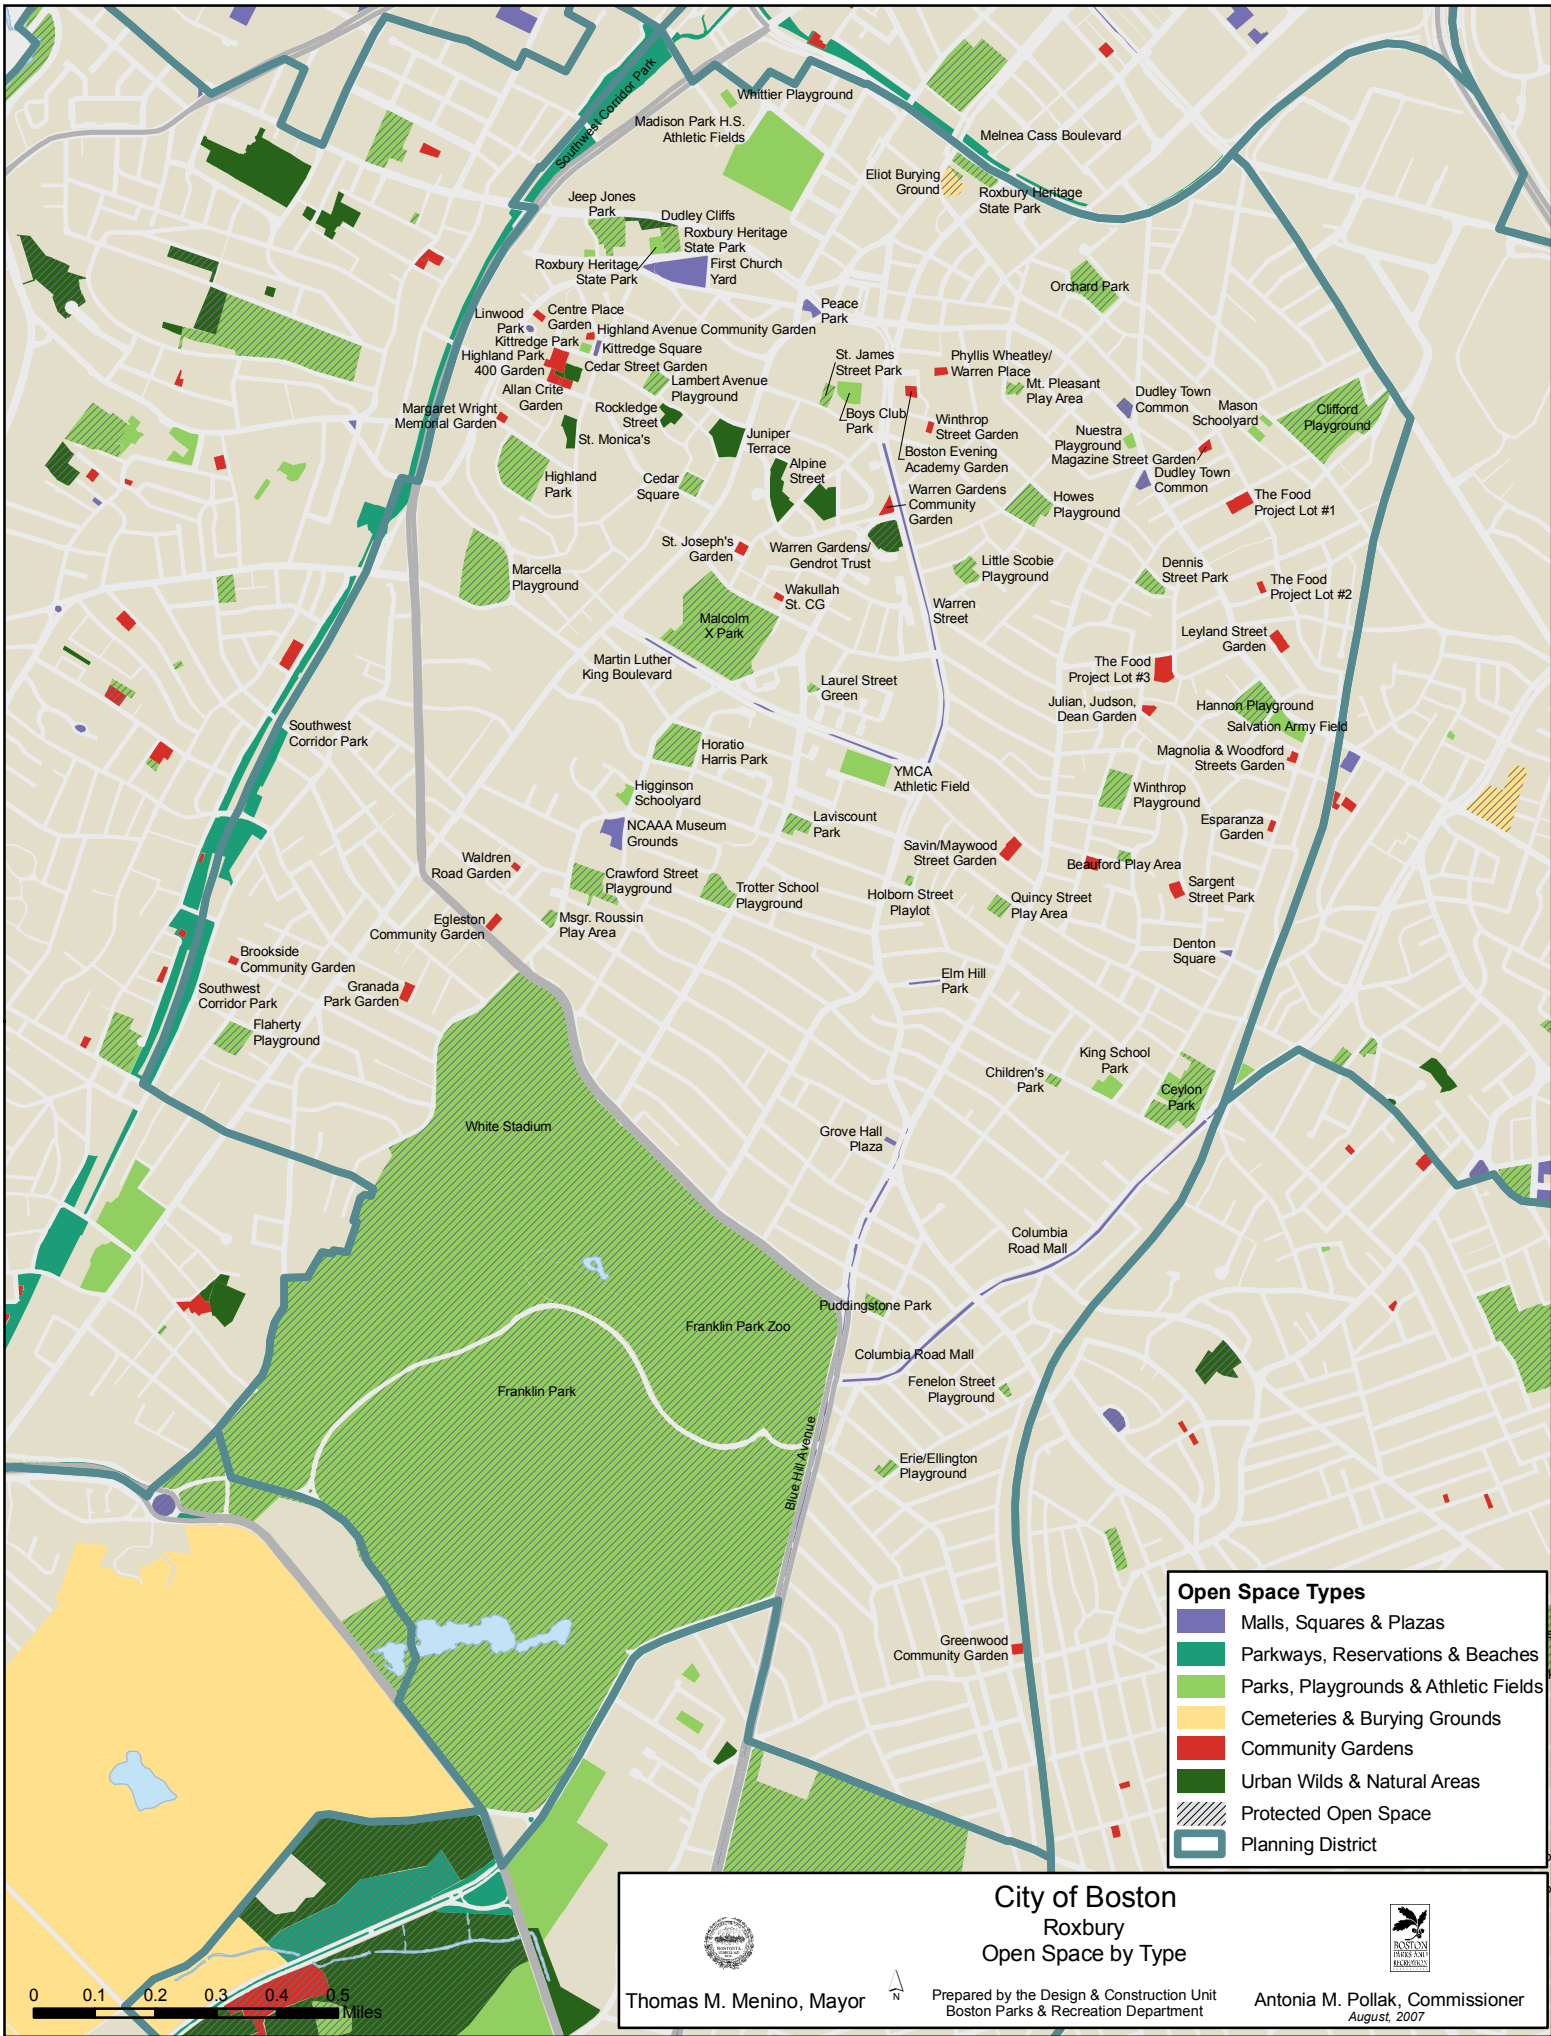 Southwest Corridor Park
Whittier Playground
Madison Park H.S.
Athletic Fields
Melnea Cass Boulevard
Eliot Burying
Ground
Roxbury Heritage
State Park
Jeep Jones
Park
Dudley Cliffs
Roxbury Heritage
State Park
Roxbury Heritage
State Park
First Church
Yard
Orchard Park
Peace
Park
Linwood
Park
Centre Place
Garden
Highland Avenue Community Garden
Kittredge Park
Kittredge Square
Highland Park
400 Garden
Cedar Street Garden
Allan Crite
Garden
Lambert Avenue
Playground
St. James
Street Park
Phyllis Wheatley/
Warren Place
Mt. Pleasant
Play Area
Dudley Town
Common
Mason
Schoolyard
Clifford
Playground
Margaret Wright
Memorial Garden
Rockledge
Street
St. Monica's
Juniper
Terrace
Boys Club
Park
Winthrop
Street Garden
Nuestra
Playground
Magazine Street Garden
Boston Evening
Academy Garden
Dudley Town
Common
Highland
Park
Cedar
Square
Alpine
Street
Warren Gardens
Community
Garden
Howes
Playground
The Food
Project Lot #1
St. Joseph's
Garden
Warren Gardens/
Gendrot Trust
Marcella
Playground
Little Scobie
Playground
Dennis
Street Park
The Food
Project Lot #2
Wakullah
St. CG
Malcolm
X Park
Warren
Street
Leyland Street
Garden
Martin Luther
King Boulevard
The Food
Project Lot #3
Laurel Street
Green
Julian, Judson,
Dean Garden
Hannon Playground
Salvation Army Field
Southwest
Corridor Park
Horatio
Harris Park
Magnolia & Woodford
Streets Garden
YMCA
Athletic Field
Higginson
Schoolyard
Winthrop
Playground
NCAAA Museum
Grounds
Laviscount
Park
Esperanza
Garden
Savin/Maywood
Street Garden
Waldren
Road Garden
Beauford Play Area
Crawford Street
Playground
Trotter School
Playground
Holborn Street
Playlot
Quincy Street
Play Area
Sargent
Street Park
Egleston
Community Garden
Msgr. Roussin
Play Area
Denton
Square
Brookside
Community Garden
Southwest
Corridor Park
Granada
Park Garden
Elm Hill
Park
Flaherty
Playground
King School
Park
Children's
Park
Ceylon
Park
White Stadium
Grove Hall
Plaza
Columbia
Road Mall
Puddingstone Park
Franklin Park Zoo
Columbia Road Mall
Franklin Park
Fenelon Street
Playground
Blue Hill Avenue
Erie/Ellington
Playground
Greenwood
Community Garden
Open Space Types
Malls, Squares & Plazas
Parkways, Reservations & Beaches
Parks, Playgrounds & Athletic Fields
Cemeteries & Burying Grounds
Community Gardens
Urban Wilds & Natural Areas
Protected Open Space
Planning District
City of Boston
Roxbury
Open Space by Type
BOSTON
PARKS AND
RECREATION
N
Prepared by the Design & Construction Unit
Boston Parks & Recreation Department
Thomas M. Menino, Mayor
Antonia M. Pollak, Commissioner
August, 2007
0 0.1 0.2 0.3 0.4 0.5
Miles